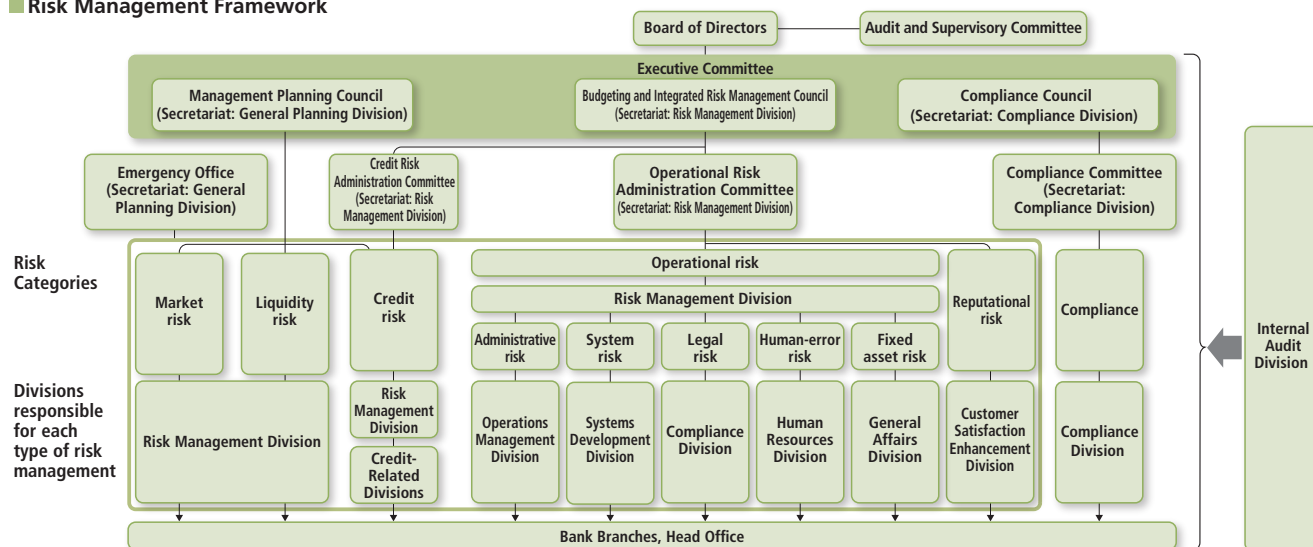 Risk Management Framework
Board of Directors
Audit and Supervisory Committee
Executive Committee
Management Planning Council
(Secretariat: General Planning Division)
Budgeting and Integrated Risk Management Council
(Secretariat: Risk Management Division)
Compliance Council
(Secretariat: Compliance Division)
Emergency Office
(Secretariat: General
Planning Division)
Credit Risk
Administration Committee
(Secretariat: Risk
Management Division)
Operational Risk
Administration Committee
(Secretariat: Risk Management Division)
Compliance Committee
(Secretariat:
Compliance Division)
Risk
Categories
Market
risk
Liquidity
risk
Credit
risk
Operational risk
Risk Management Division
Administrative
risk
System
risk
Legal
risk
Human-error
risk
Fixed
asset risk
Reputational
risk
Compliance
Internal
Audit
Division
Divisions
responsible
for each
type of risk
management
Risk Management Division
Risk
Management
Division
Credit-
Related
Divisions
Operations
Management
Division
Systems
Development
Division
Compliance
Division
Human
Resources
Division
General
Affairs
Division
Customer
Satisfaction
Enhancement
Division
Compliance
Division
Bank Branches, Head Office